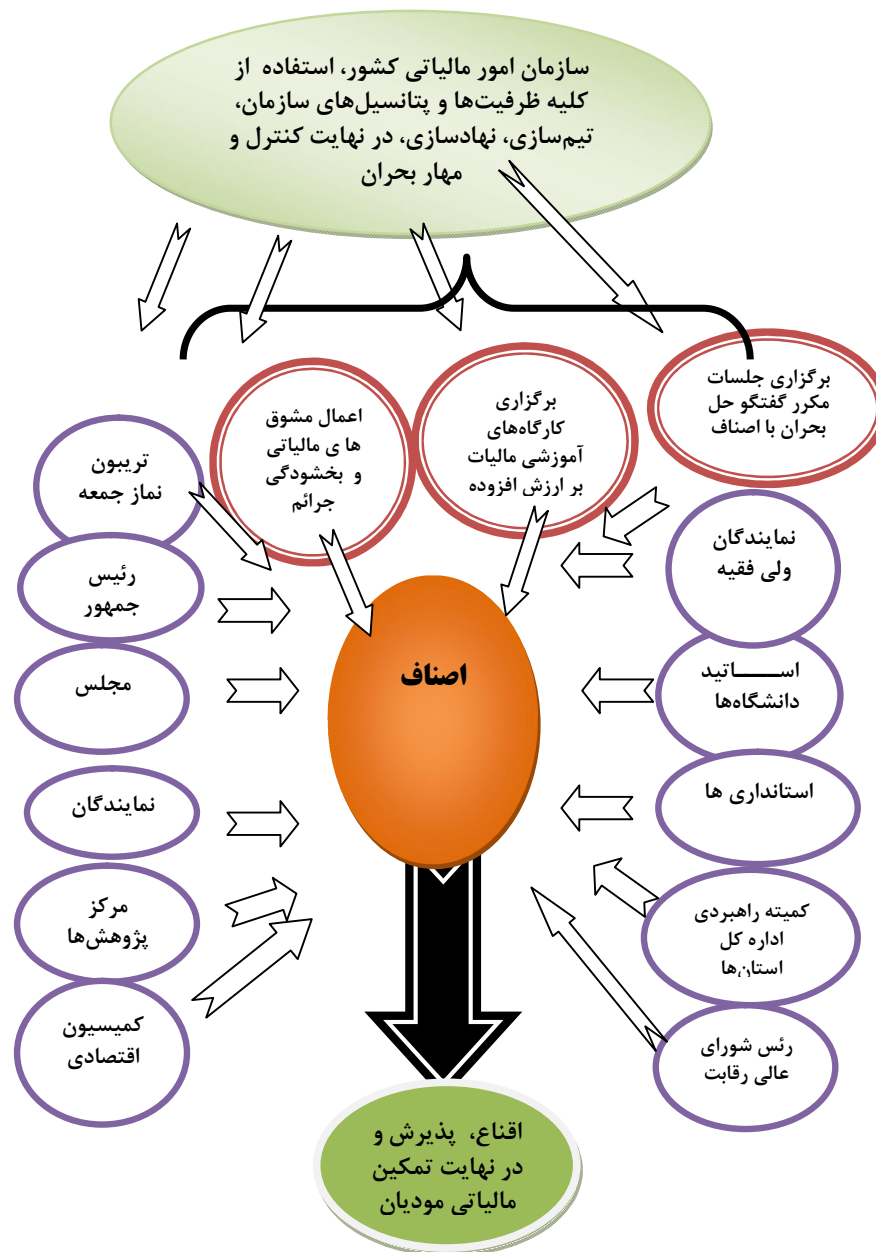 سازمان امور مالیاتی کشور، استفاده از
کلیه ظرفیت‌ها و پتانسیل‌های سازمان،
تیم‌سازی، نهادسازی، در نهایت کنترل و
مهار بحران
برگزاری جلسات
مکرر گفتگو حل
بحران با اصناف
برگزاری
کارگاه‌های
آموزشی مالیات
بر ارزش افزوده
اعمال مشوق
ها ی مالیاتی
و بخشودگی
جرائم
تریبون
نماز جمعه
رئیس
جمهور
مجلس
نمایندگان
مرکز
پژوهش‌ها
کمیسیون
اقتصادی
نمایندگان
ولی فقیه
اســـــاتید
دانشگاه‌ها
استانداری ها
کمیته راهبردی
اداره کل
استان‌ها
رئس شورای
عالی رقابت
اصناف
اقناع، پذیرش و
در نهایت تمکین
مالیاتی مودیان